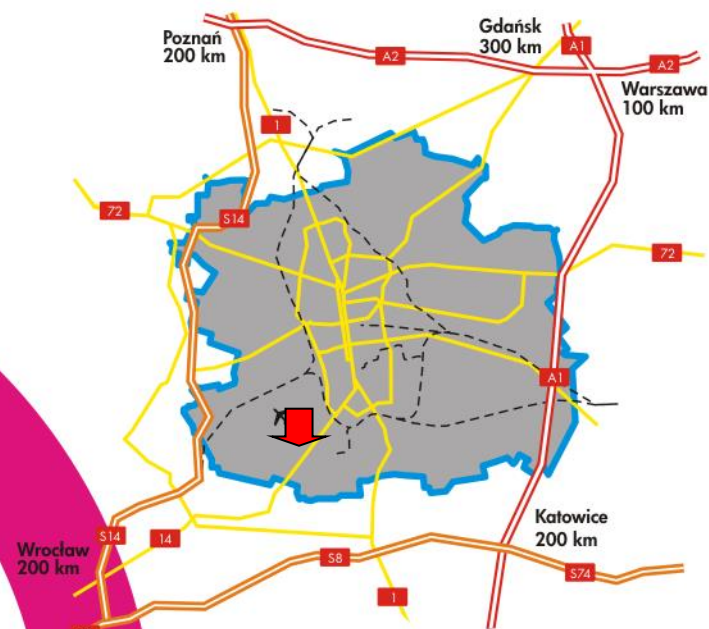 Poznań
200 km
Gdańsk
300 km
A1
A2
A2
Warszawa
100 km
1
72
S14
72
A1
Katowice
200 km
S14
14
Wrocław
200 km
S8
S74
1